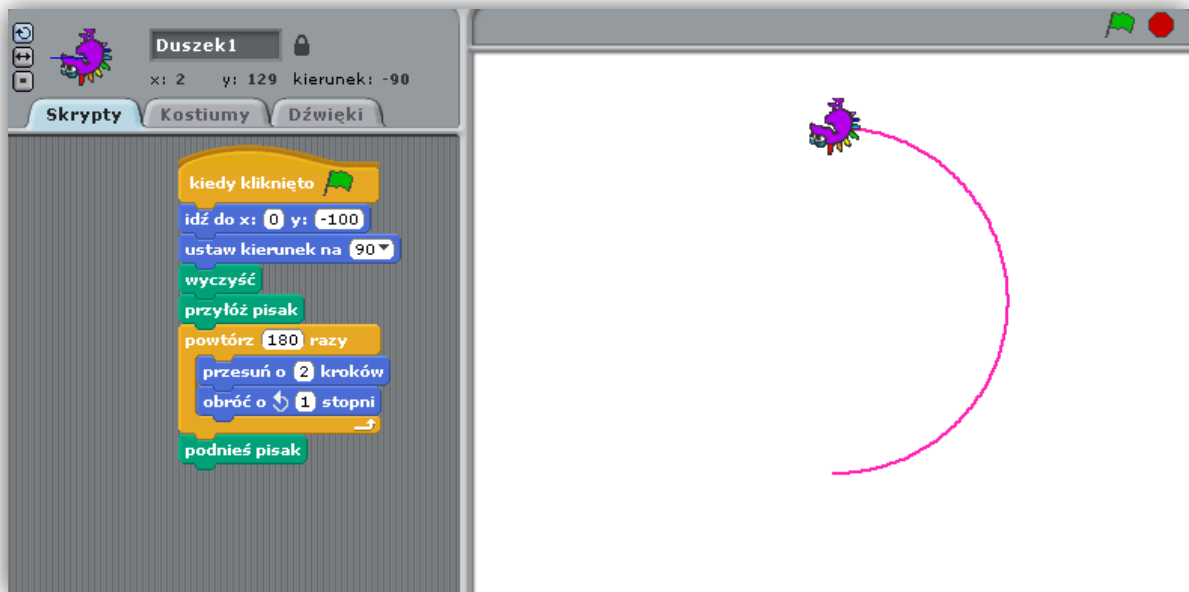 Duszek1
x: 2 y: 129 kierunek: -90
Skrypty Kostiumy Dźwięki
kiedy kliknięto
idź do x: 0 y: -100
ustaw kierunek na 90
wyczyść
przyłóż pisak
powtórz 180 razy
przesuń o 2 kroków
obróć o 1 stopni
podnieś pisak